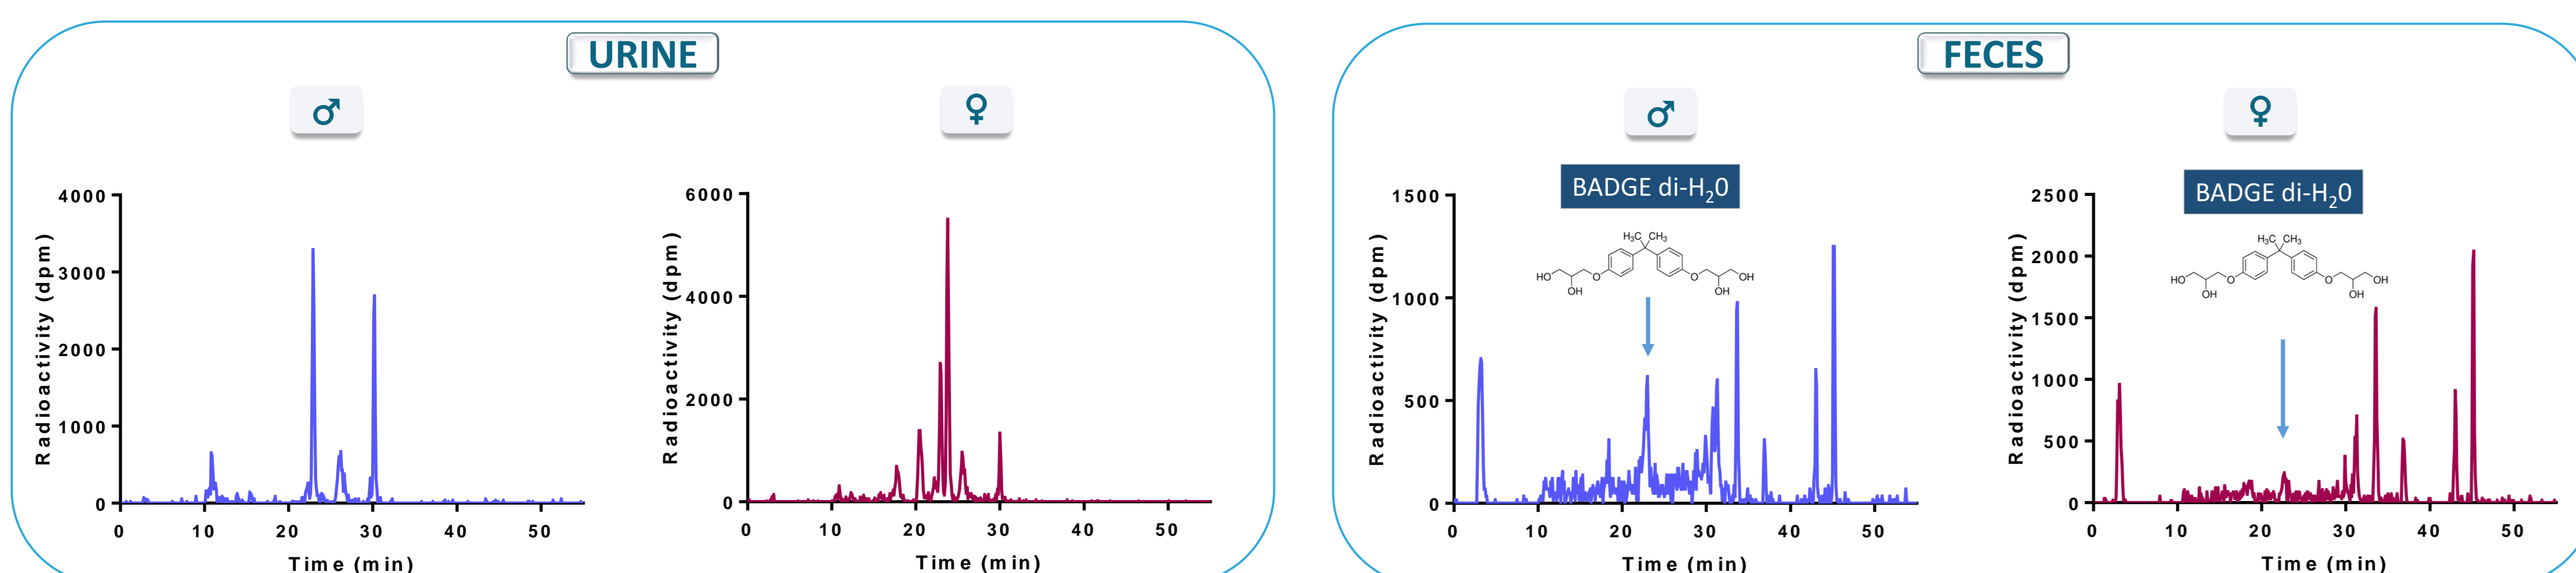 URINE
♂
♀
Radioactivity (dpm)
4000
3000
2000
1000
0
0 10 20 30 40 50
Time (min)
Radioactivity (dpm)
6000
4000
2000
0
0 10 20 30 40 50
Time (min)
FECES
♂
♀
BADGE di-H₂0
H₃C CH₃
HO O O OH
OH OH
Radioactivity (dpm)
1500
1000
500
0
0 10 20 30 40 50
Time (min)
BADGE di-H₂0
H₃C CH₃
HO O O OH
OH OH
Radioactivity (dpm)
2500
2000
1500
1000
500
0
0 10 20 30 40 50
Time (min)